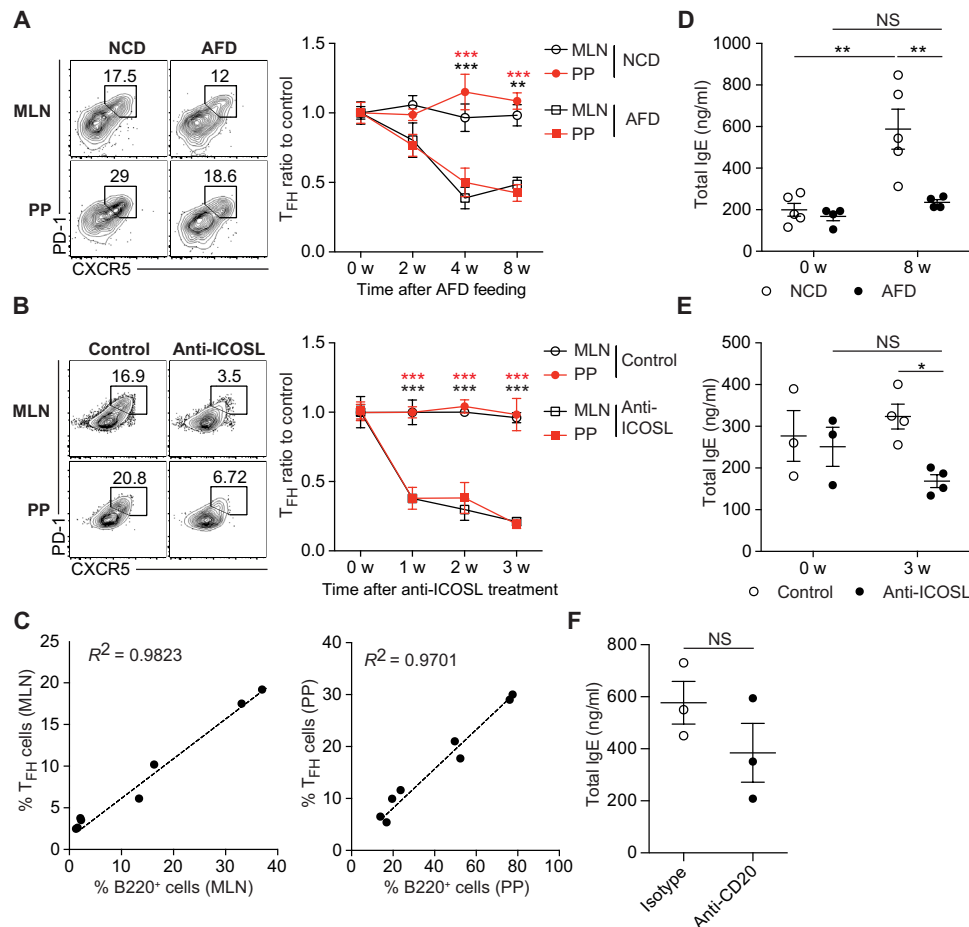 A
NCD AFD
17.5 12
MLN
29 18.6
PP
PD-1
CXCR5
T_FH ratio to control
1.5
1.0
0.5
0.0
*** *** 
*** **
0 w 2 w 4 w 8 w
Time after AFD feeding
MLN
PP
NCD
MLN
PP
AFD
B
Control Anti-ICOSL
16.9 3.5
MLN
20.8 6.72
PP
PD-1
CXCR5
T_FH ratio to control
1.5
1.0
0.5
0.0
*** *** ***
*** *** ***
0 w 1 w 2 w 3 w
Time after anti-ICOSL treatment
MLN
PP
Control
MLN
PP
Anti-
ICOSL
C
R² = 0.9823
% T_FH cells (MLN)
25
20
15
10
5
0
0 10 20 30 40
% B220⁺ cells (MLN)
R² = 0.9701
% T_FH cells (PP)
40
30
20
10
0
0 20 40 60 80 100
% B220⁺ cells (PP)
D
NS
** **
Total IgE (ng/ml)
1000
800
600
400
200
0
0 w 8 w
NCD AFD
E
NS
*
Total IgE (ng/ml)
500
400
300
200
100
0
0 w 3 w
Control Anti-ICOSL
F
NS
Total IgE (ng/ml)
800
600
400
200
0
Isotype
Anti-CD20